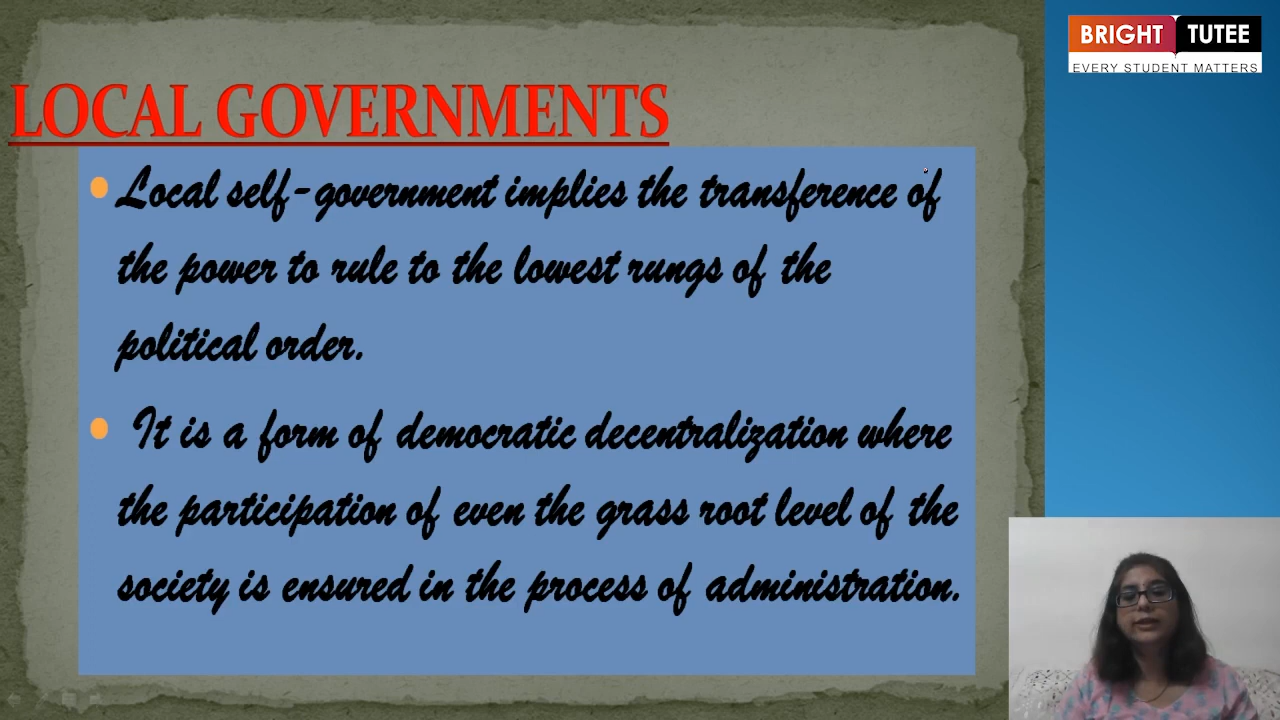 BRIGHT TUTEE
EVERY STUDENT MATTERS
LOCAL GOVERNMENTS
Local self-government implies the transference of
the power to rule to the lowest rungs of the
political order.
It is a form of democratic decentralization where
the participation of even the grass root level of the
society is ensured in the process of administration.